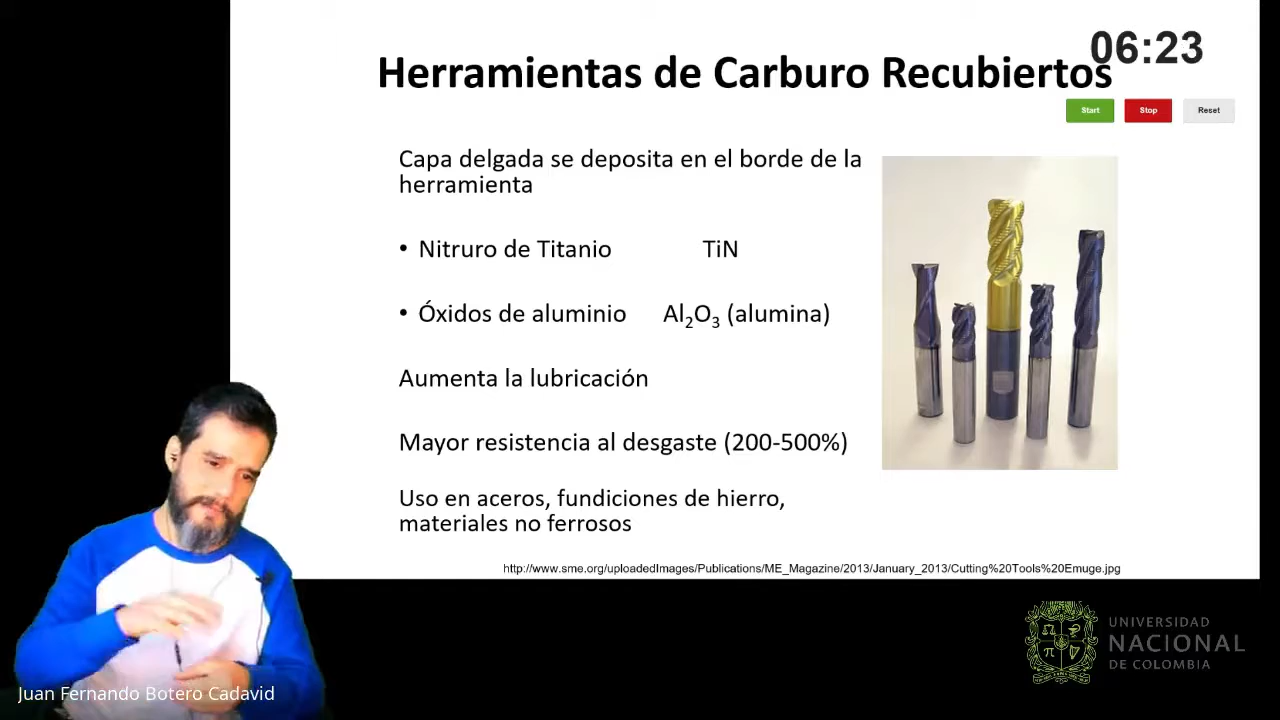 06:23
Herramientas de Carburo Recubiertos
Start Stop Reset
Capa delgada se deposita en el borde de la
herramienta
• Nitruro de Titanio TiN
• Óxidos de aluminio Al₂O₃ (alumina)
Aumenta la lubricación
Mayor resistencia al desgaste (200-500%)
Uso en aceros, fundiciones de hierro,
materiales no ferrosos
http://www.sme.org/uploadedImages/Publications/ME_Magazine/2013/January_2013/Cutting%20Tools%20Emuge.jpg
UNIVERSIDAD
NACIONAL
DE COLOMBIA
Juan Fernando Botero Cadavid